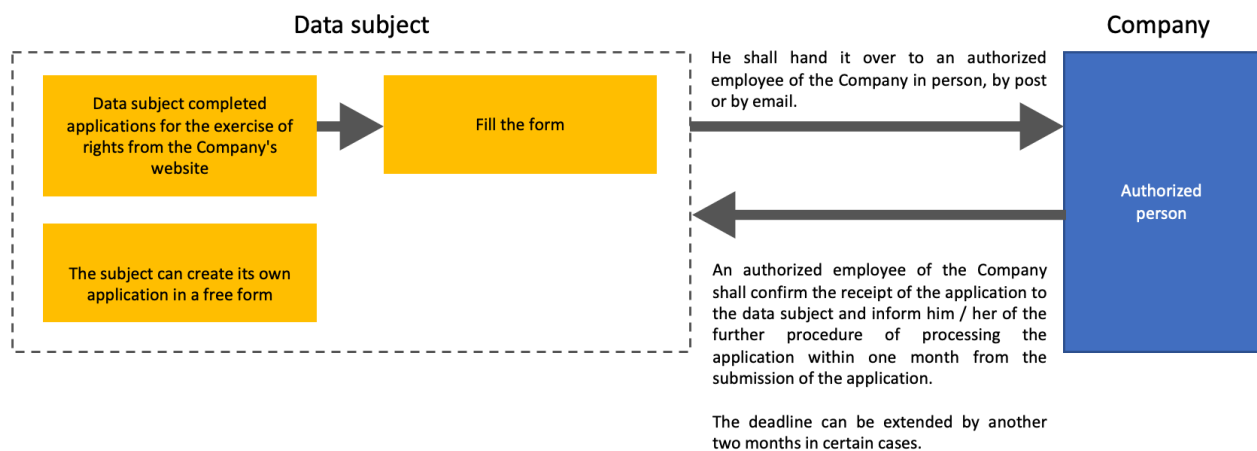 Data subject
Company
Data subject completed
applications for the exercise of
rights from the Company's
website
Fill the form
The subject can create its own
application in a free form
He shall hand it over to an authorized
employee of the Company in person, by post
or by email.
Authorized
person
An authorized employee of the Company
shall confirm the receipt of the application to
the data subject and inform him / her of the
further procedure of processing the
application within one month from the
submission of the application.
The deadline can be extended by another
two months in certain cases.